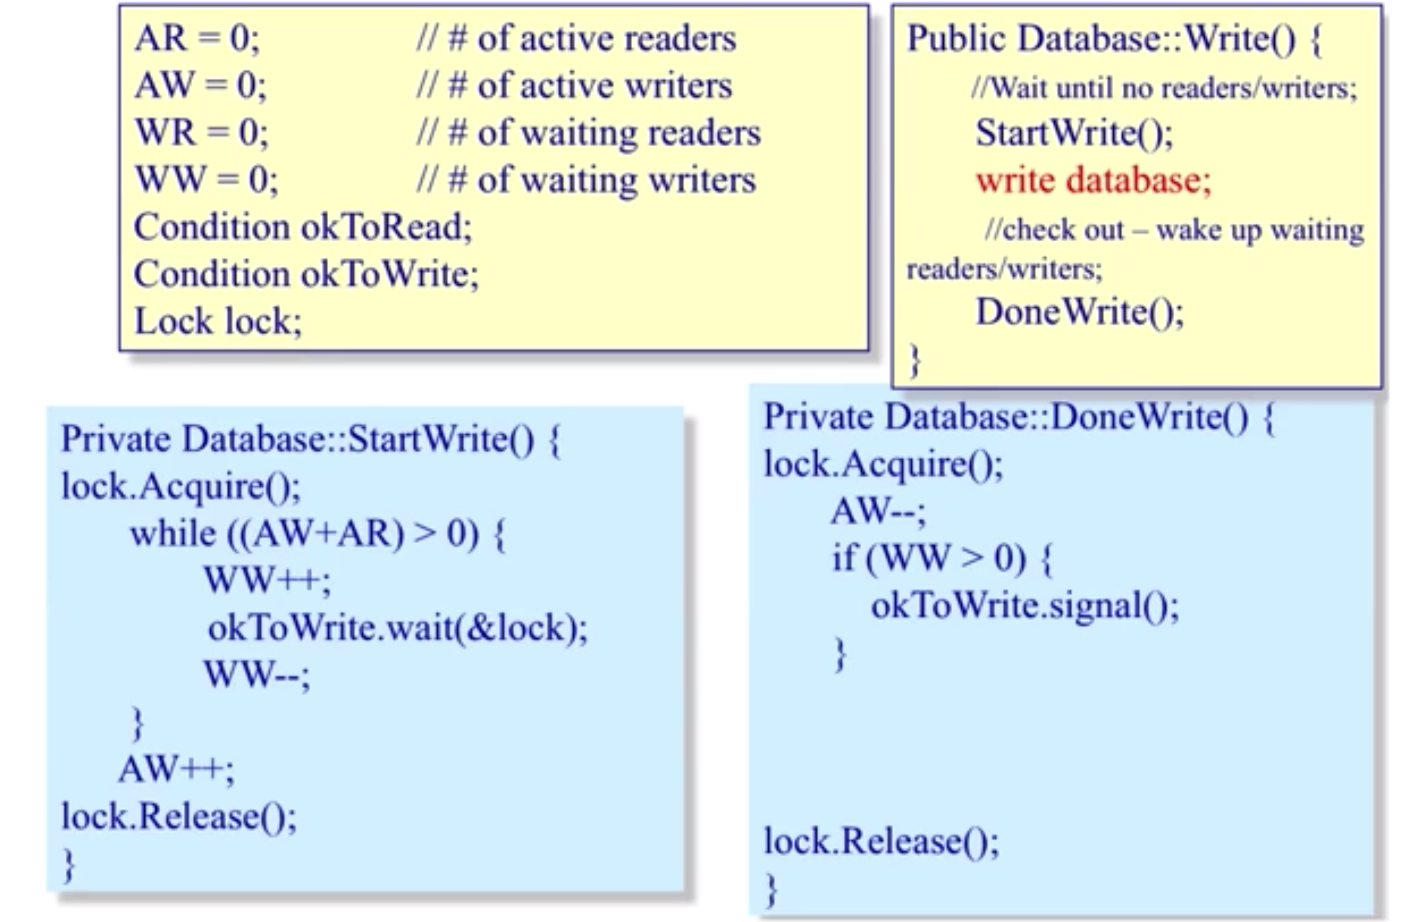 AR = 0; // # of active readers
AW = 0; // # of active writers
WR = 0; // # of waiting readers
WW = 0; // # of waiting writers
Condition okToRead;
Condition okToWrite;
Lock lock;
Public Database::Write() {
//Wait until no readers/writers;
StartWrite();
write database;
//check out – wake up waiting
readers/writers;
DoneWrite();
}
Private Database::StartWrite() {
lock.Acquire();
while ((AW+AR) > 0) {
WW++;
okToWrite.wait(&lock);
WW--;
}
AW++;
lock.Release();
}
Private Database::DoneWrite() {
lock.Acquire();
AW--;
if (WW > 0) {
okToWrite.signal();
}
lock.Release();
}